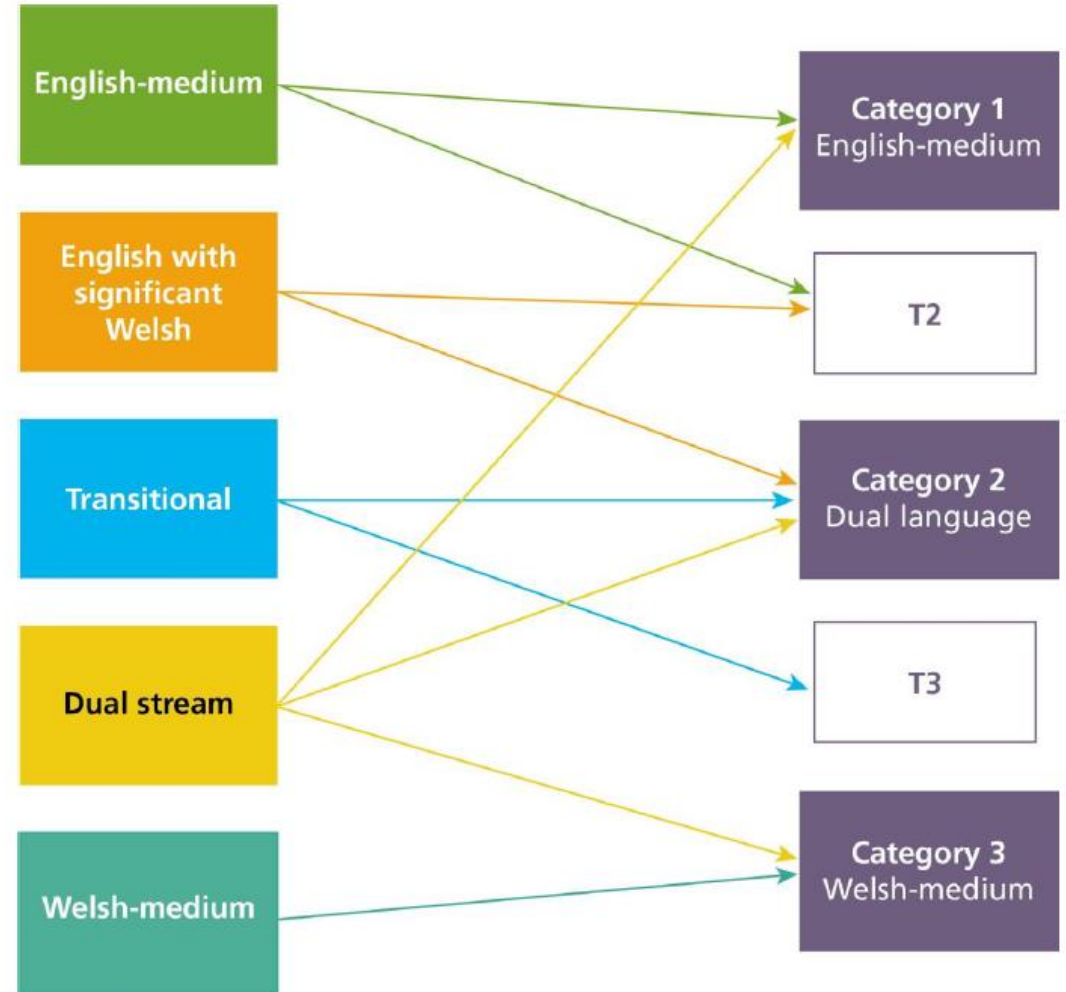 English-medium
English with
significant
Welsh
Transitional
Dual stream
Welsh-medium
Category 1
English-medium
T2
Category 2
Dual language
T3
Category 3
Welsh-medium